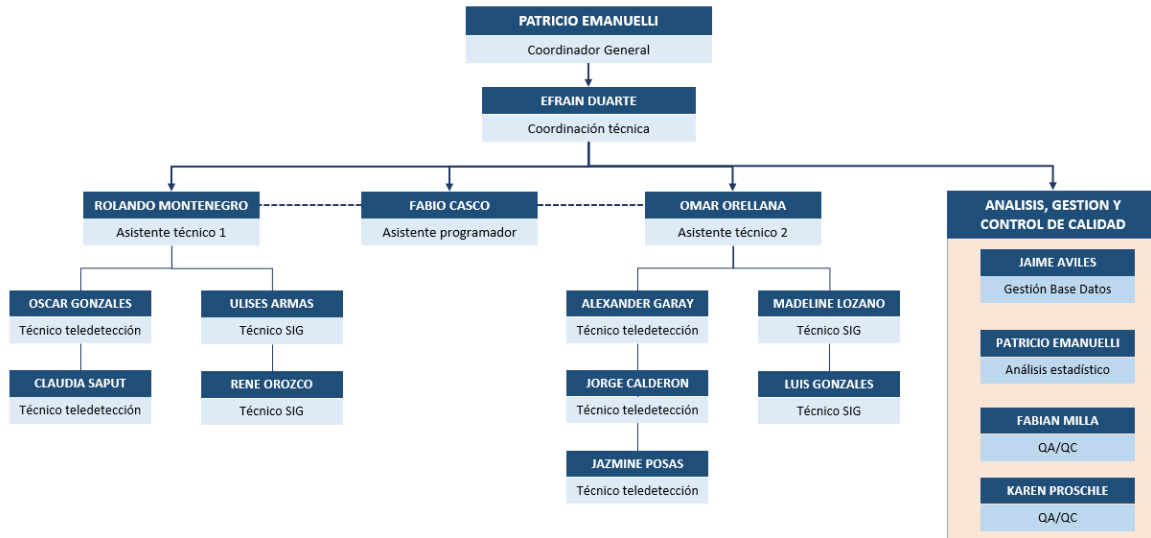 PATRICIO EMANUELLI
Coordinador General
EFRAIN DUARTE
Coordinación técnica
ROLANDO MONTENEGRO
Asistente técnico 1
FABIO CASCO
Asistente programador
OMAR ORELLANA
Asistente técnico 2
ANALISIS, GESTION Y
CONTROL DE CALIDAD
OSCAR GONZALES
Técnico teledetección
CLAUDIA SAPUT
Técnico teledetección
ULISES ARMAS
Técnico SIG
RENE OROZCO
Técnico SIG
ALEXANDER GARAY
Técnico teledetección
JORGE CALDERON
Técnico teledetección
JAZMINE POSAS
Técnico teledetección
MADELINE LOZANO
Técnico SIG
LUIS GONZALES
Técnico SIG
JAIME AVILES
Gestión Base Datos
PATRICIO EMANUELLI
Análisis estadístico
FABIAN MILLA
QA/QC
KAREN PROSCHLE
QA/QC